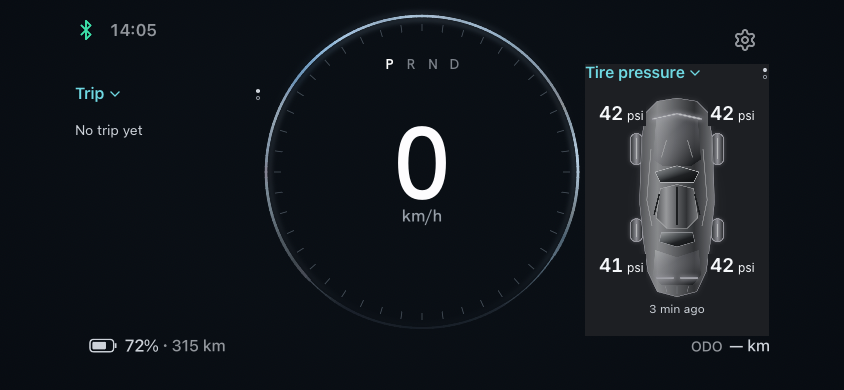 14:05
P R N D
Trip
No trip yet
0
km/h
Tire pressure
42 psi 42 psi
41 psi 42 psi
3 min ago
72% · 315 km
ODO — km